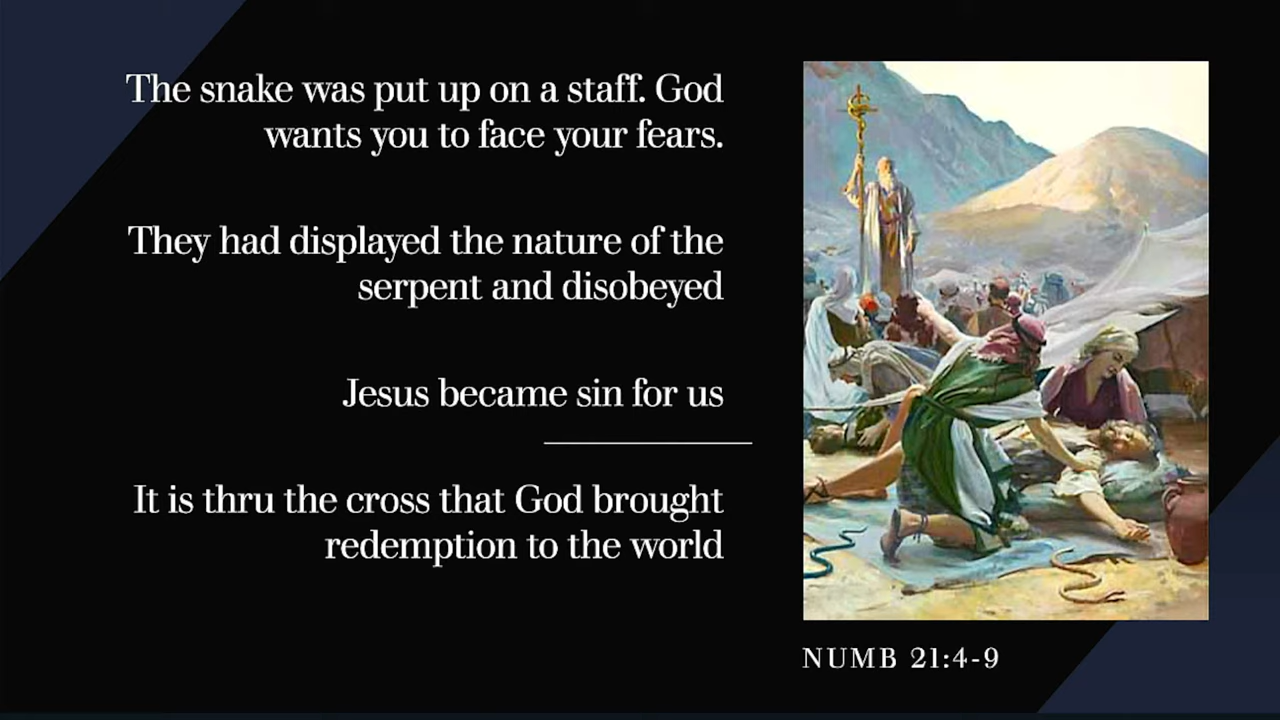 The snake was put up on a staff. God
wants you to face your fears.
They had displayed the nature of the
serpent and disobeyed
Jesus became sin for us
It is thru the cross that God brought
redemption to the world
NUMB 21:4-9